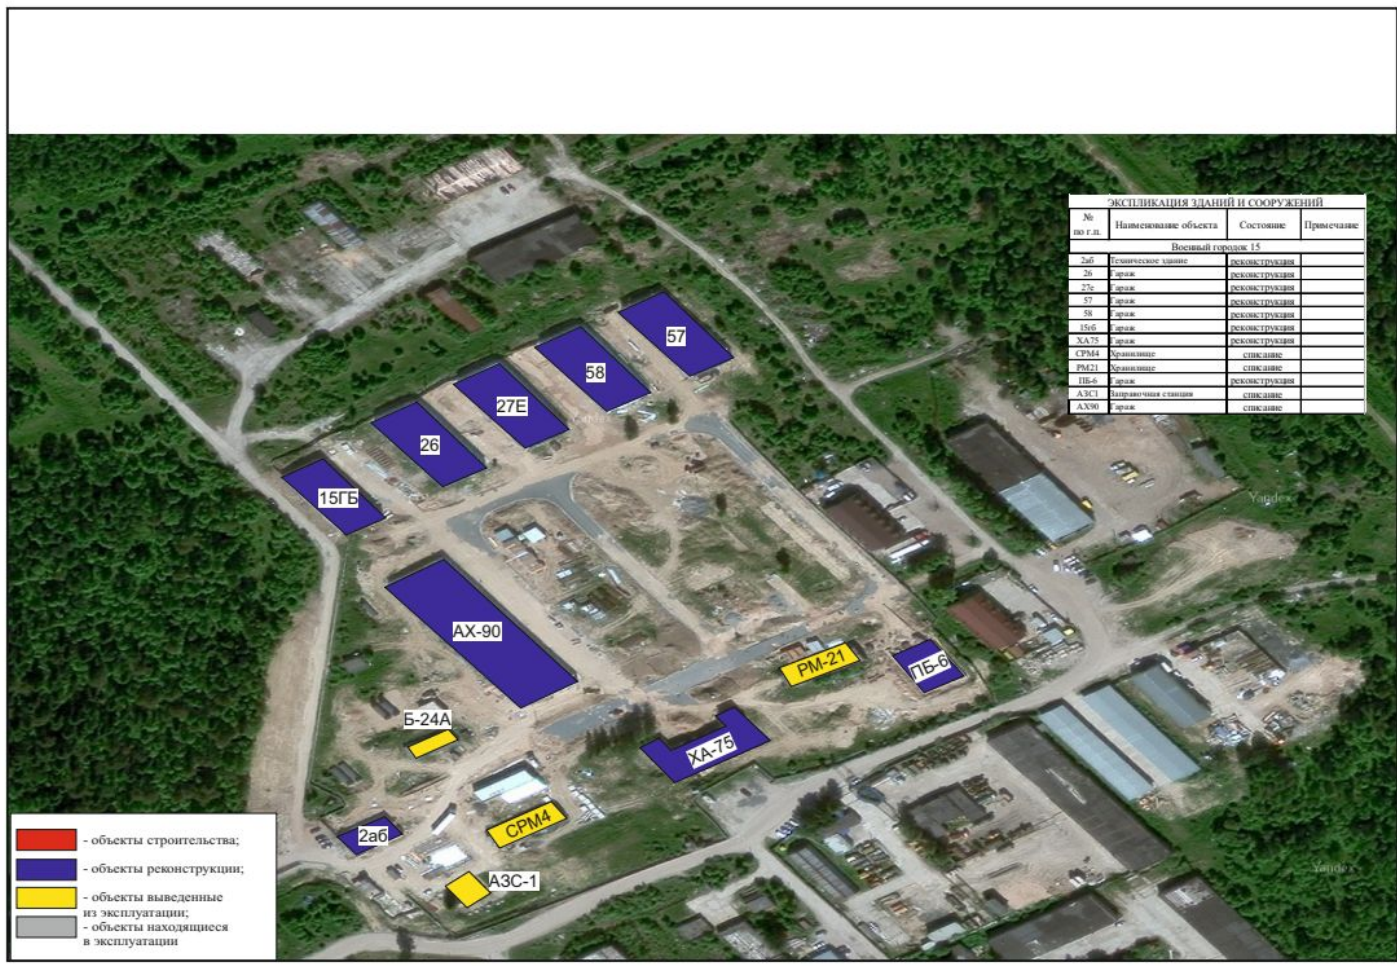 ЭКСПЛИКАЦИЯ ЗДАНИЙ И СООРУЖЕНИЙ
№ по г.п. Наименование объекта Состояние Примечание
Военный городок 15
2аб Техническое здание реконструкция
26 Гараж реконструкция
27е Гараж реконструкция
57 Гараж реконструкция
58 Гараж реконструкция
15гб Гараж реконструкция
ХА75 Гараж реконструкция
СРМ4 Хранилище списание
РМ21 Хранилище списание
ПБ-6 Гараж реконструкция
АЗС1 Заправочная станция списание
АХ90 Гараж списание
57
58
27Е
Yandex
26
15ГБ
Yandex
АХ-90
РМ-21
ПБ-6
Б-24А
ХА-75
СРМ4
2аб
АЗС-1
Yandex
- объекты строительства;
- объекты реконструкции;
- объекты выведенные
из эксплуатации;
- объекты находящиеся
в эксплуатации